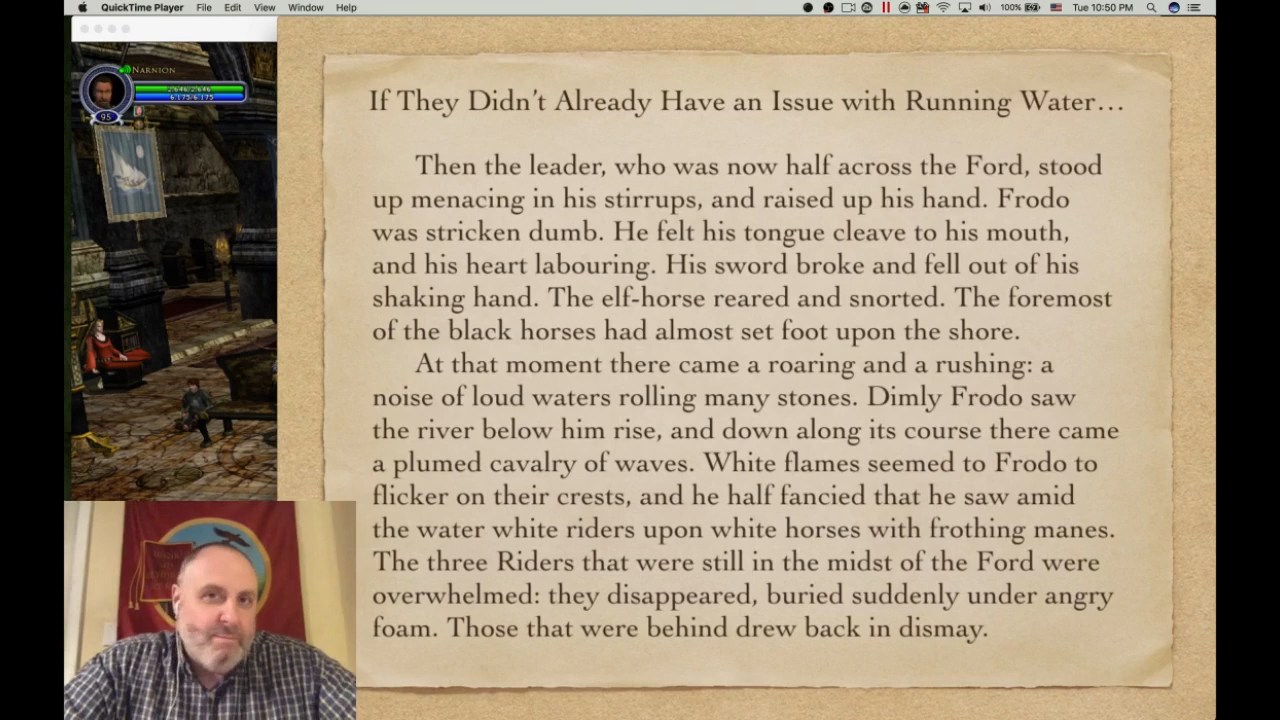 QuickTime Player File Edit View Window Help 100% Tue 10:50 PM
NARNION
2,646/2,646
6,175/6,175
95
If They Didn't Already Have an Issue with Running Water…
Then the leader, who was now half across the Ford, stood
up menacing in his stirrups, and raised up his hand. Frodo
was stricken dumb. He felt his tongue cleave to his mouth,
and his heart labouring. His sword broke and fell out of his
shaking hand. The elf-horse reared and snorted. The foremost
of the black horses had almost set foot upon the shore.
At that moment there came a roaring and a rushing: a
noise of loud waters rolling many stones. Dimly Frodo saw
the river below him rise, and down along its course there came
a plumed cavalry of waves. White flames seemed to Frodo to
flicker on their crests, and he half fancied that he saw amid
the water white riders upon white horses with frothing manes.
The three Riders that were still in the midst of the Ford were
overwhelmed: they disappeared, buried suddenly under angry
foam. Those that were behind drew back in dismay.